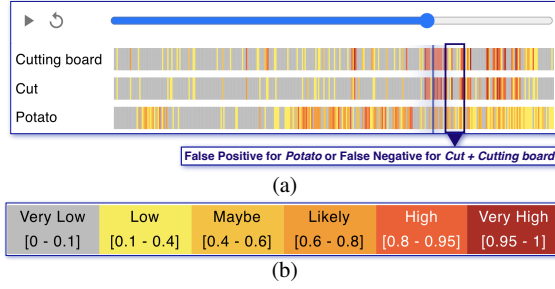 Cutting board
Cut
Potato
False Positive for Potato or False Negative for Cut + Cutting board
(a)
Very Low Low Maybe Likely High Very High
[0 - 0.1] [0.1 - 0.4] [0.4 - 0.6] [0.6 - 0.8] [0.8 - 0.95] [0.95 - 1]
(b)